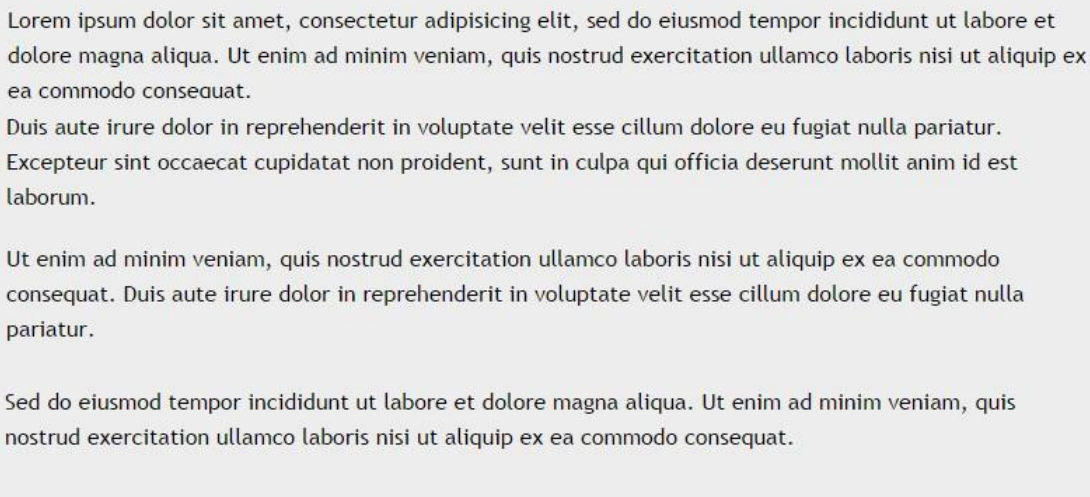 Lorem ipsum dolor sit amet, consectetur adipisicing elit, sed do eiusmod tempor incididunt ut labore et
dolore magna aliqua. Ut enim ad minim veniam, quis nostrud exercitation ullamco laboris nisi ut aliquip ex
ea commodo consequat.
Duis aute irure dolor in reprehenderit in voluptate velit esse cillum dolore eu fugiat nulla pariatur.
Excepteur sint occaecat cupidatat non proident, sunt in culpa qui officia deserunt mollit anim id est
laborum.
Ut enim ad minim veniam, quis nostrud exercitation ullamco laboris nisi ut aliquip ex ea commodo
consequat. Duis aute irure dolor in reprehenderit in voluptate velit esse cillum dolore eu fugiat nulla
pariatur.
Sed do eiusmod tempor incididunt ut labore et dolore magna aliqua. Ut enim ad minim veniam, quis
nostrud exercitation ullamco laboris nisi ut aliquip ex ea commodo consequat.